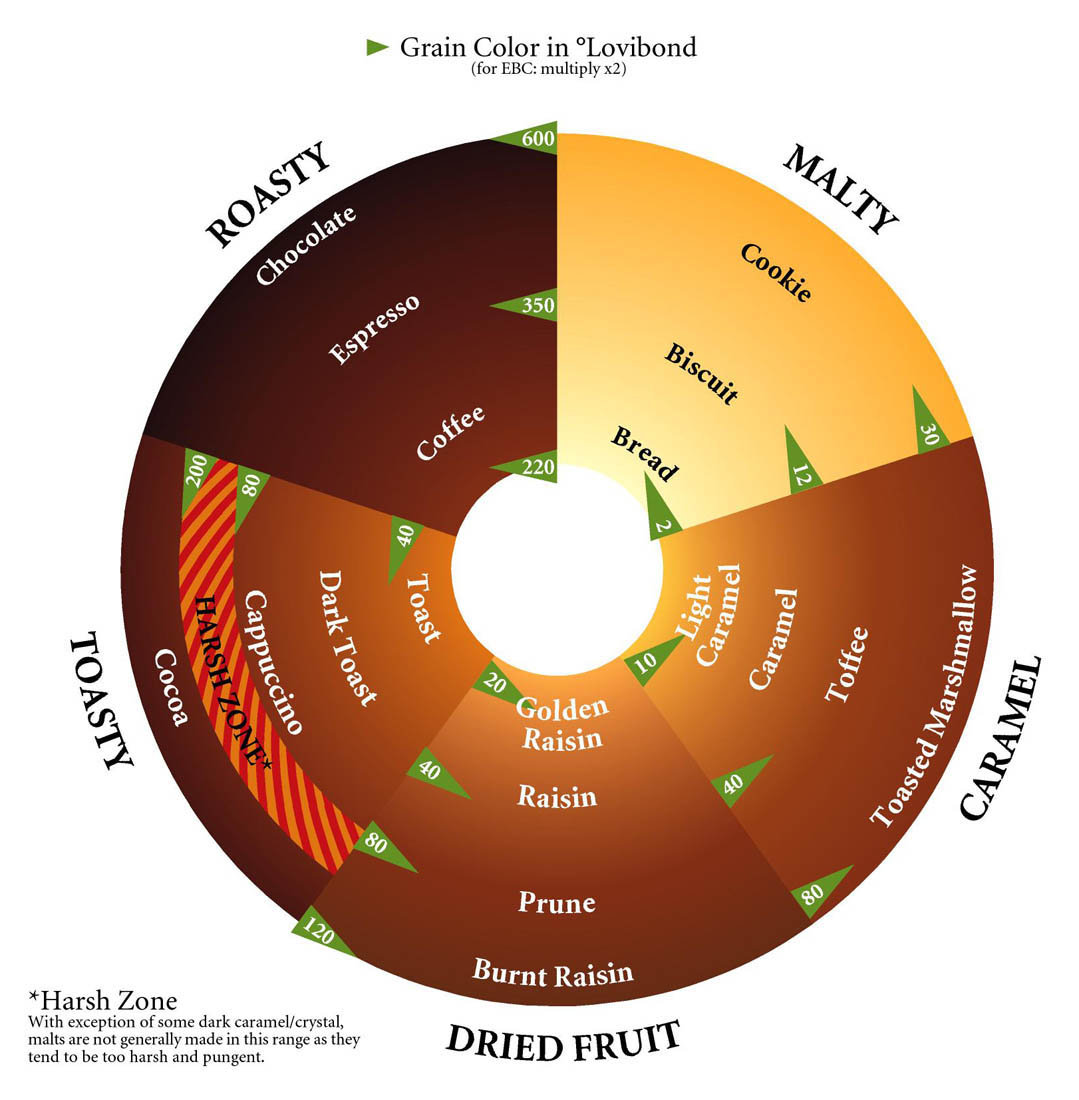 Grain Color in °Lovibond
(for EBC: multiply x2)
ROASTY
Chocolate
Espresso
Coffee
600
350
220
MALTY
Cookie
Biscuit
Bread
30
12
2
CARAMEL
Light
Caramel
Caramel
Toffee
Toasted Marshmallow
10
40
80
DRIED FRUIT
Golden
Raisin
Raisin
Prune
Burnt Raisin
20
40
80
120
TOASTY
Toast
Dark Toast
Cappuccino
HARSH ZONE*
Cocoa
40
80
200
*Harsh Zone
With exception of some dark caramel/crystal,
malts are not generally made in this range as they
tend to be too harsh and pungent.